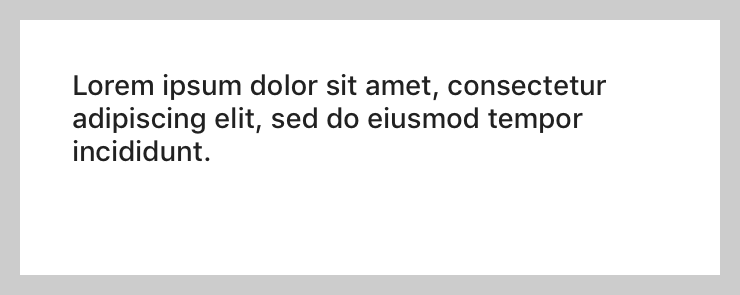 Lorem ipsum dolor sit amet, consectetur
adipiscing elit, sed do eiusmod tempor
incididunt.